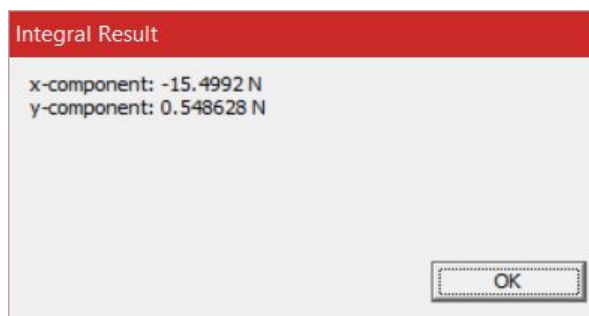 Integral Result
x-component: -15.4992 N
y-component: 0.548628 N
OK